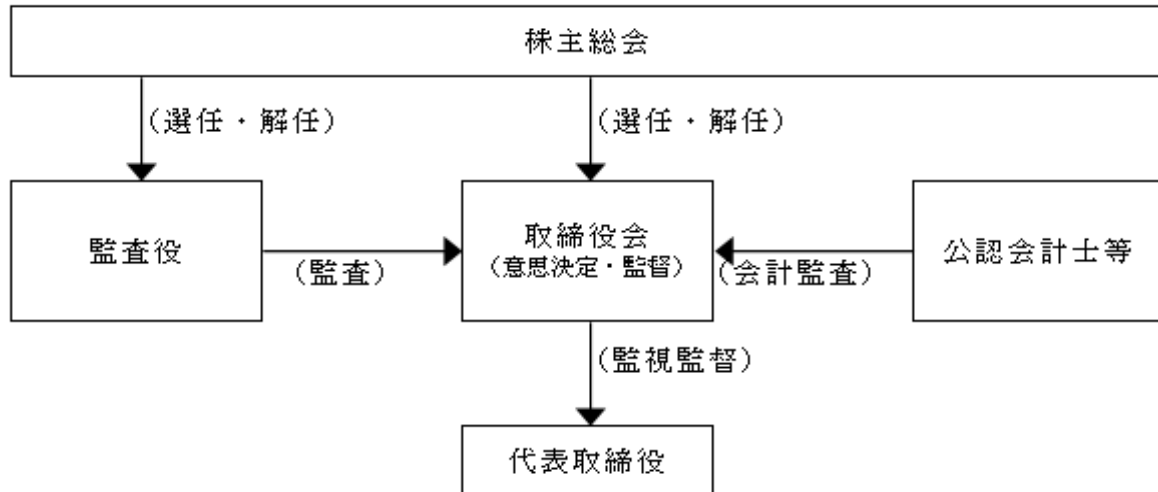 株主総会
（選任・解任）
（選任・解任）
監査役
（監査）
取締役会
（意思決定・監督）
（会計監査）
公認会計士等
（監視監督）
代表取締役